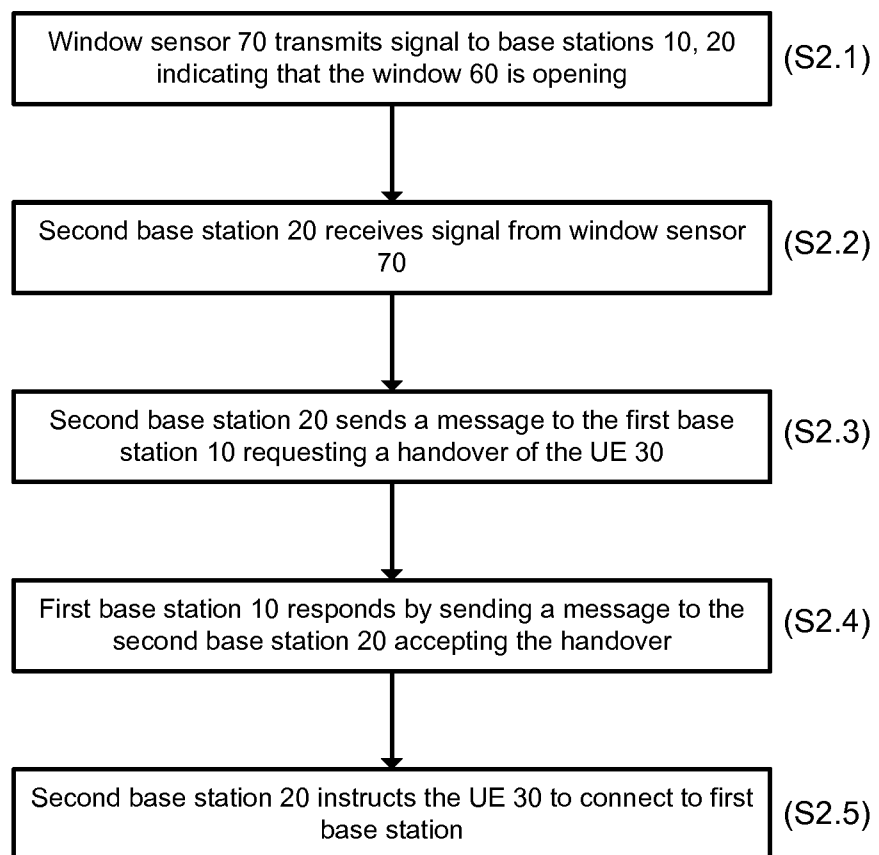 Window sensor 70 transmits signal to base stations 10, 20
indicating that the window 60 is opening
(S2.1)
Second base station 20 receives signal from window sensor
70
(S2.2)
Second base station 20 sends a message to the first base
station 10 requesting a handover of the UE 30
(S2.3)
First base station 10 responds by sending a message to the
second base station 20 accepting the handover
(S2.4)
Second base station 20 instructs the UE 30 to connect to first
base station
(S2.5)